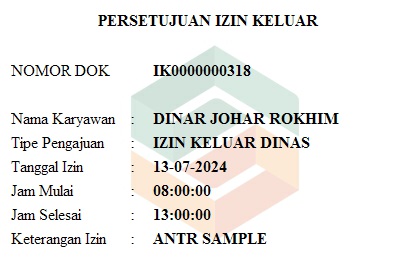 PERSETUJUAN IZIN KELUAR
NOMOR DOK IK0000000318
Nama Karyawan : DINAR JOHAR ROKHIM
Tipe Pengajuan : IZIN KELUAR DINAS
Tanggal Izin : 13-07-2024
Jam Mulai : 08:00:00
Jam Selesai : 13:00:00
Keterangan Izin : ANTR SAMPLE